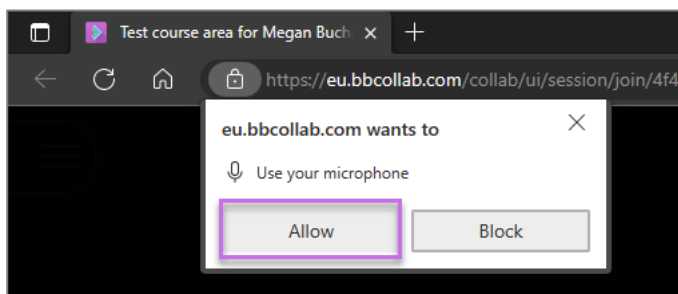 Test course area for Megan Buch
https://eu.bbcollab.com/collab/ui/session/join/4f4
eu.bbcollab.com wants to
Use your microphone
Allow Block